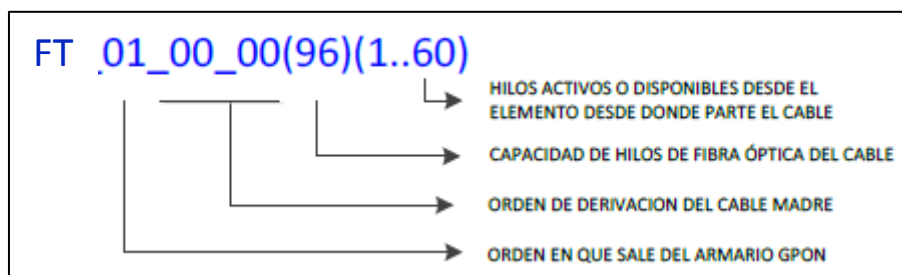 FT _01_00_00(96)(1..60)
HILOS ACTIVOS O DISPONIBLES DESDE EL
ELEMENTO DESDE DONDE PARTE EL CABLE
CAPACIDAD DE HILOS DE FIBRA ÓPTICA DEL CABLE
ORDEN DE DERIVACION DEL CABLE MADRE
ORDEN EN QUE SALE DEL ARMARIO GPON